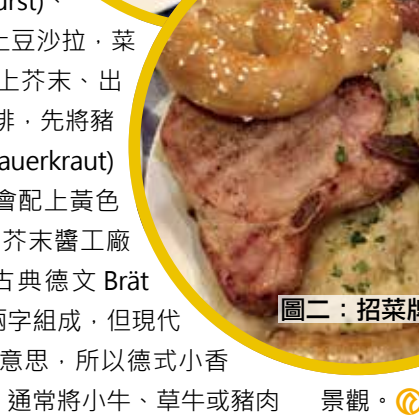 urst)、
土豆沙拉，菜
上芥末、出
排，先將豬
auerkraut)
會配上黃色
芥末醬工廠
古典德文 Brät
兩字組成，但現代
意思，所以德式小香
通常將小牛、草牛或豬肉
景觀。
圖二：招菜牌